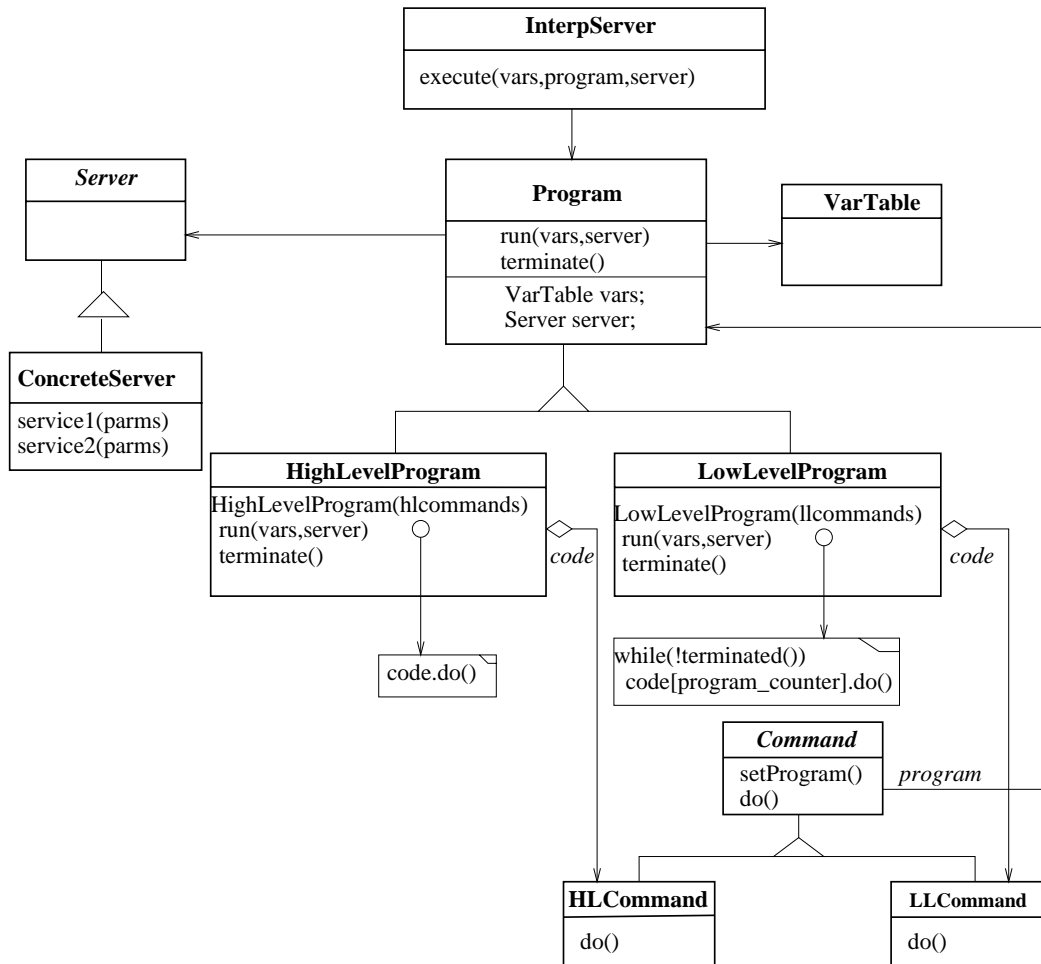 InterpServer
execute(vars,program,server)
Server
Program
run(vars,server)
terminate()
VarTable vars;
Server server;
VarTable
ConcreteServer
service1(parms)
service2(parms)
HighLevelProgram
HighLevelProgram(hlcommands)
run(vars,server)
terminate()
code
LowLevelProgram
LowLevelProgram(llcommands)
run(vars,server)
terminate()
code
code.do()
while(!terminated())
code[program_counter].do()
Command
setProgram()
do()
program
HLCommand
do()
LLCommand
do()